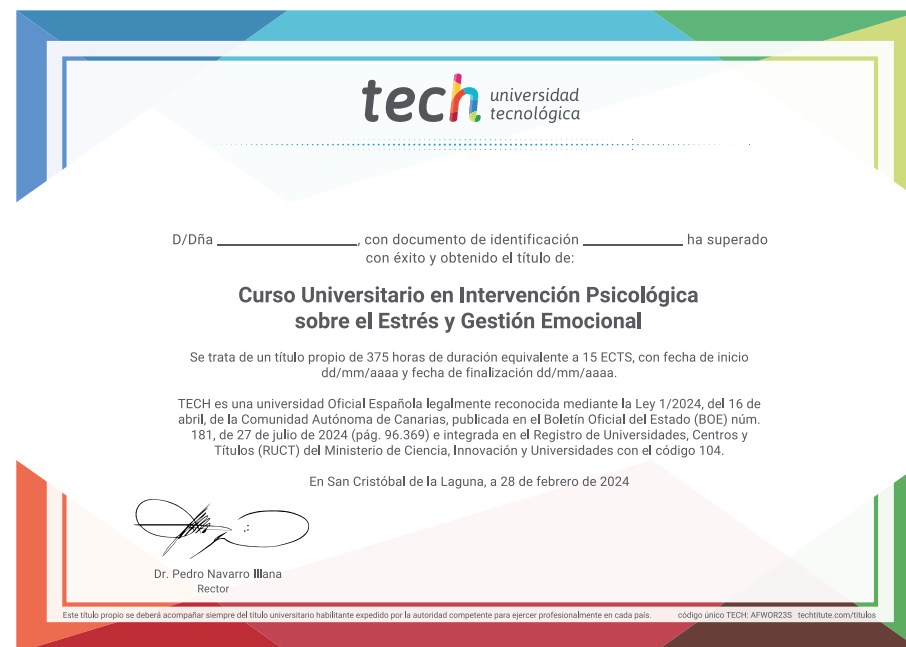 tech universidad
tecnológica
D/Dña ____________, con documento de identificación ____________ ha superado
con éxito y obtenido el título de:
Curso Universitario en Intervención Psicológica
sobre el Estrés y Gestión Emocional
Se trata de un título propio de 375 horas de duración equivalente a 15 ECTS, con fecha de inicio
dd/mm/aaaa y fecha de finalización dd/mm/aaaa.
TECH es una universidad Oficial Española legalmente reconocida mediante la Ley 1/2024, del 16 de
abril, de la Comunidad Autónoma de Canarias, publicada en el Boletín Oficial del Estado (BOE) núm.
181, de 27 de julio de 2024 (pág. 96.369) e integrada en el Registro de Universidades, Centros y
Títulos (RUCT) del Ministerio de Ciencia, Innovación y Universidades con el código 104.
En San Cristóbal de la Laguna, a 28 de febrero de 2024
Dr. Pedro Navarro Illana
Rector
Este título propio se deberá acompañar siempre del título universitario habilitante expedido por la autoridad competente para ejercer profesionalmente en cada país. código único TECH: AFWOR23S techtitute.com/titulos